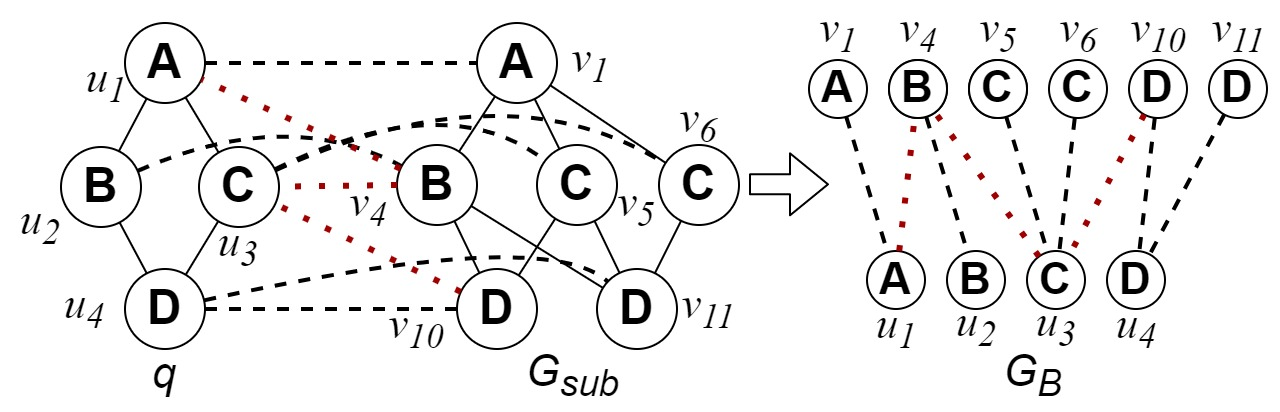 A A
u1 v1
B C B C C
u2 u3 v4 v5 v6
D D D
u4 v10 v11
q Gsub
v1 v4 v5 v6 v10 v11
A B C C D D
A B C D
u1 u2 u3 u4
GB